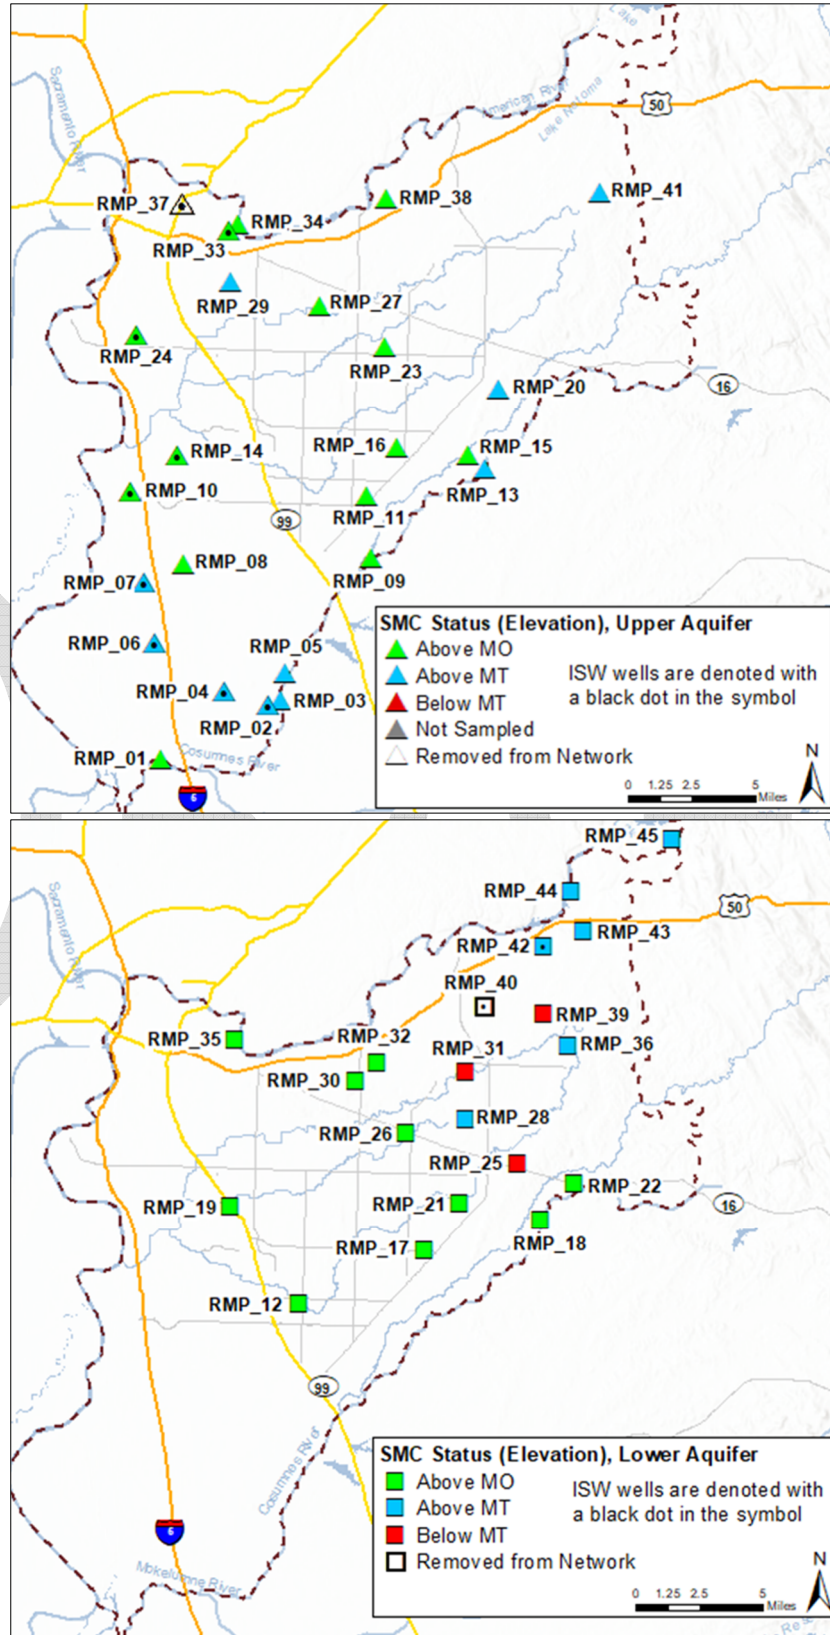 Lake
Sacramento River
American River
Lake Natoma
50
RMP_41
RMP_37
RMP_38
RMP_34
RMP_33
RMP_29
RMP_27
RMP_24
RMP_23
RMP_20
16
RMP_14
RMP_16
RMP_15
RMP_10
RMP_13
RMP_11
99
RMP_08
RMP_07
RMP_09
RMP_06
RMP_05
RMP_04
RMP_03
RMP_02
RMP_01
Cosumnes River
6
SMC Status (Elevation), Upper Aquifer
Above MO
Above MT
Below MT
Not Sampled
Removed from Network
ISW wells are denoted with
a black dot in the symbol
N
0 1.25 2.5 5
Miles
RMP_45
RMP_44
Sacramento River
50
RMP_43
RMP_42
RMP_40
RMP_39
RMP_35
RMP_32
RMP_31
RMP_36
RMP_30
RMP_28
RMP_26
RMP_25
RMP_22
RMP_19
RMP_21
16
RMP_18
RMP_17
RMP_12
99
Cosumnes River
6
Mokelumne River
SMC Status (Elevation), Lower Aquifer
Above MO
Above MT
Below MT
Removed from Network
ISW wells are denoted with
a black dot in the symbol
N
0 1.25 2.5 5
Miles